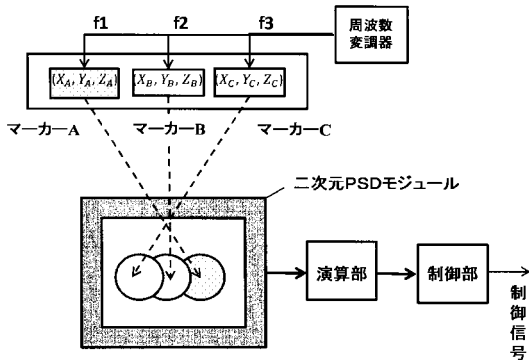 f1 f2 f3
周波数
変調器
(X_A, Y_A, Z_A) (X_B, Y_B, Z_B) (X_C, Y_C, Z_C)
マーカーA マーカーB マーカーC
二次元PSDモジュール
演算部
制御部
制御信号